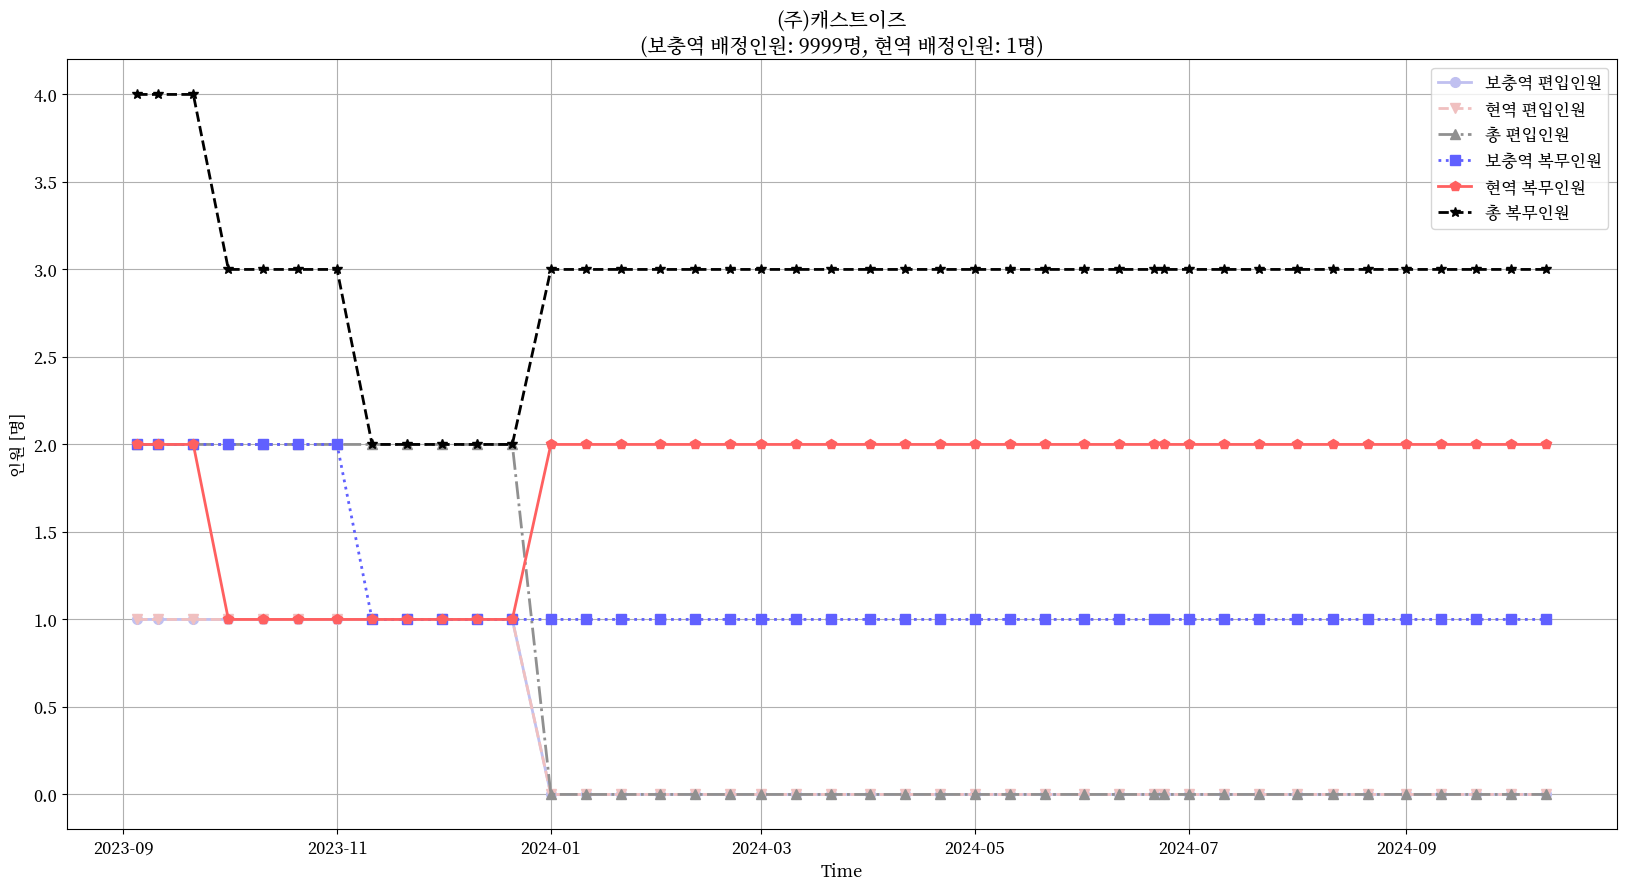 (주)캐스트이즈
(보충역 배정인원: 9999명, 현역 배정인원: 1명)
보충역 편입인원
현역 편입인원
총 편입인원
보충역 복무인원
현역 복무인원
총 복무인원
인원 [명]
4.0
3.5
3.0
2.5
2.0
1.5
1.0
0.5
0.0
2023-09 2023-11 2024-01 2024-03 2024-05 2024-07 2024-09
Time